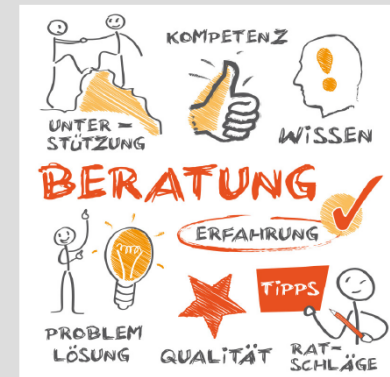 KOMPETENZ
UNTER-
STÜTZUNG
WISSEN
BERATUNG
ERFAHRUNG
TIPPS
PROBLEM
LÖSUNG
QUALITÄT
RAT-
SCHLÄGE